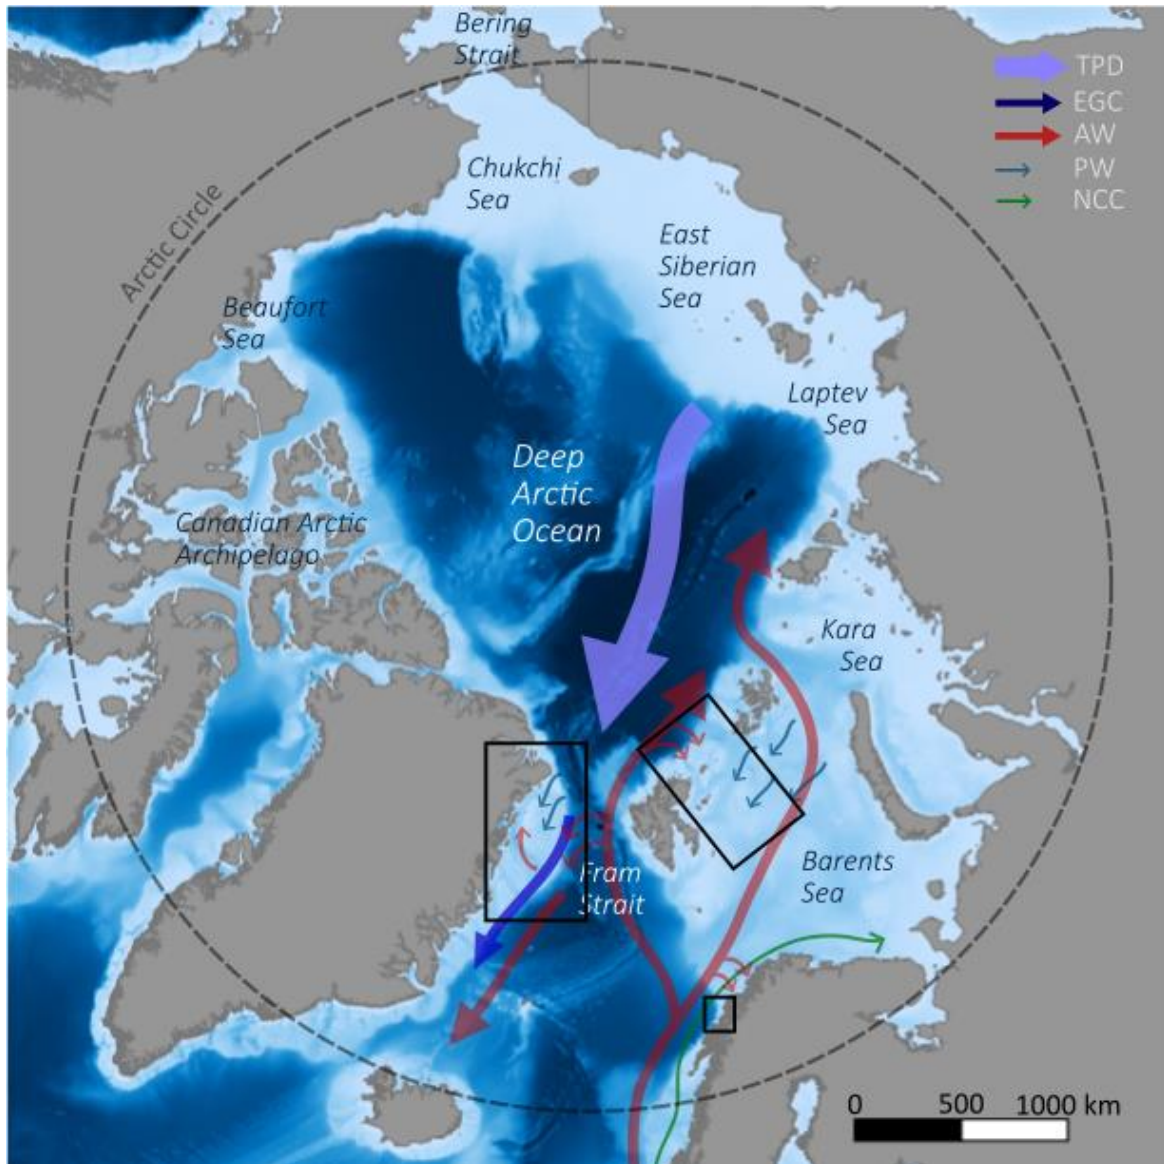 Bering
Strait
TPD
EGC
AW
PW
NCC
Chukchi
Sea
Arctic Circle
East
Siberian
Sea
Beaufort
Sea
Laptev
Sea
Deep
Arctic
Ocean
Canadian Arctic
Archipelago
Kara
Sea
Fram
Strait
Barents
Sea
0 500 1000 km